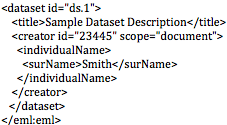 <dataset id="ds.1">
<title>Sample Dataset Description</title>
<creator id="23445" scope="document">
<individualName>
<surName>Smith</surName>
</individualName>
</creator>
</dataset>
</eml:eml>